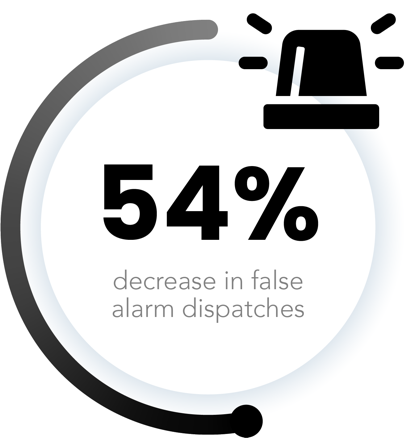 54%
decrease in false
alarm dispatches